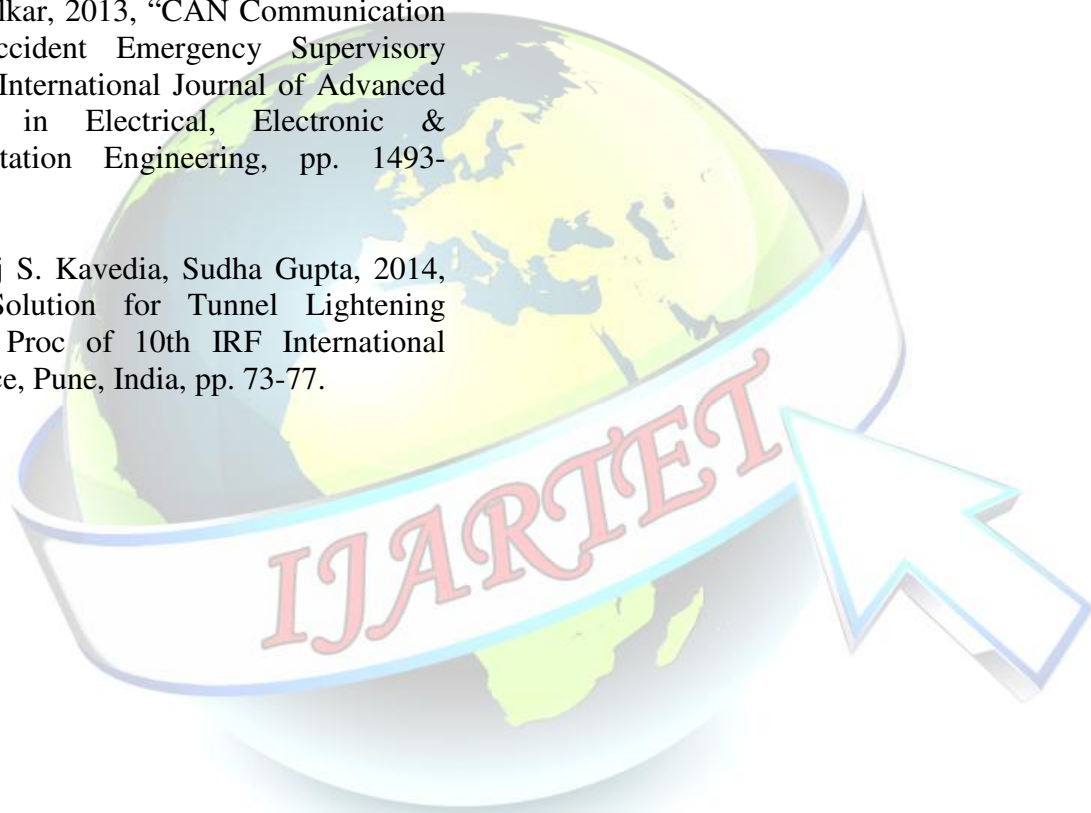 lkar, 2013, “CAN Communication
ccident Emergency Supervisory
International Journal of Advanced
in Electrical, Electronic &
tation Engineering, pp. 1493-
j S. Kavedia, Sudha Gupta, 2014,
Solution for Tunnel Lightening
Proc of 10th IRF International
ce, Pune, India, pp. 73-77.
IJARTET